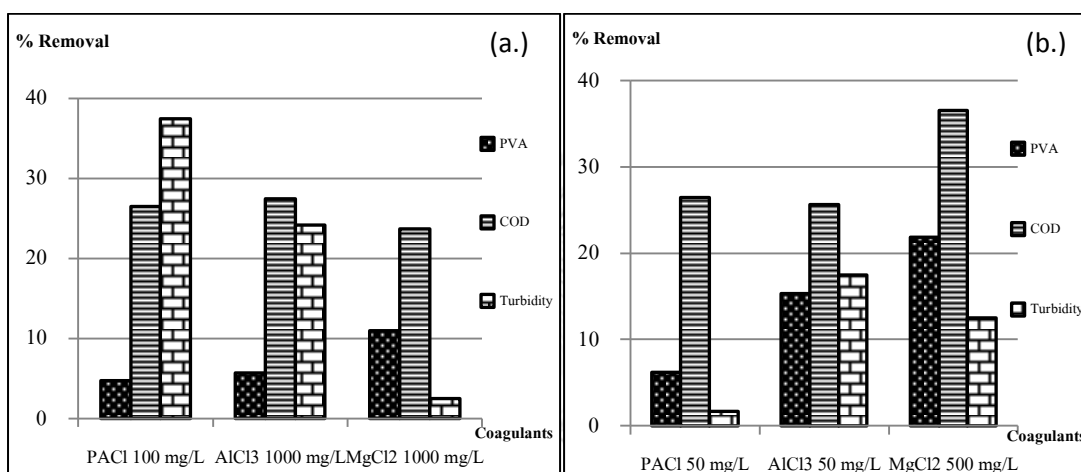 % Removal
(a.)
40
30
20
10
0
PVA
COD
Turbidity
Coagulants
PACl 100 mg/L AlCl3 1000 mg/L MgCl2 1000 mg/L
% Removal
(b.)
40
30
20
10
0
PVA
COD
Turbidity
Coagulants
PACl 50 mg/L AlCl3 50 mg/L MgCl2 500 mg/L